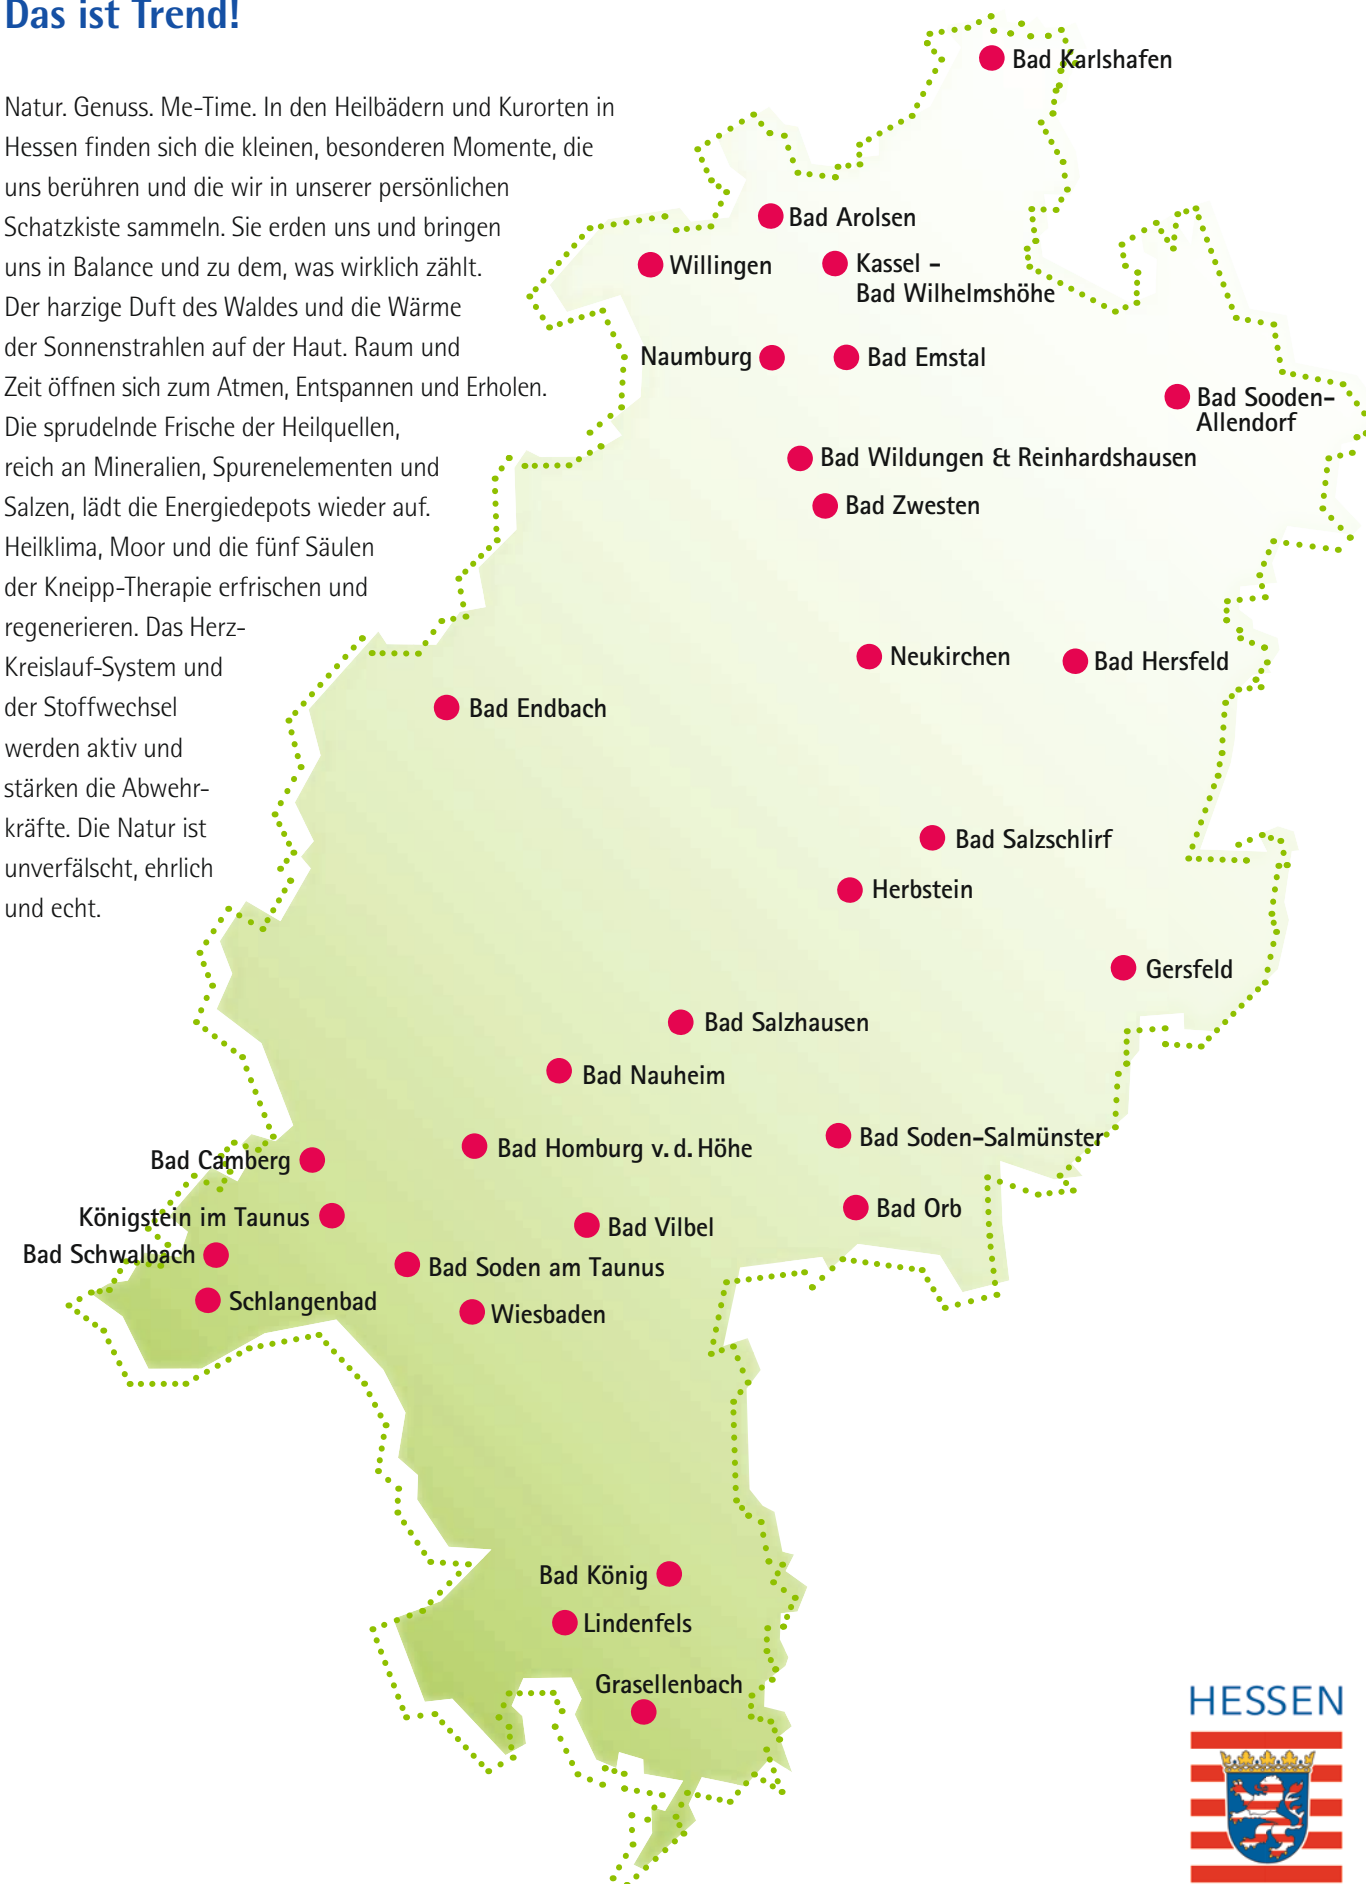 Das ist Trend!
Natur. Genuss. Me-Time. In den Heilbädern und Kurorten in
Hessen finden sich die kleinen, besonderen Momente, die
uns berühren und die wir in unserer persönlichen
Schatzkiste sammeln. Sie erden uns und bringen
uns in Balance und zu dem, was wirklich zählt.
Der harzige Duft des Waldes und die Wärme
der Sonnenstrahlen auf der Haut. Raum und
Zeit öffnen sich zum Atmen, Entspannen und Erholen.
Die sprudelnde Frische der Heilquellen,
reich an Mineralien, Spurenelementen und
Salzen, lädt die Energiedepots wieder auf.
Heilklima, Moor und die fünf Säulen
der Kneipp-Therapie erfrischen und
regenerieren. Das Herz-
Kreislauf-System und
der Stoffwechsel
werden aktiv und
stärken die Abwehr-
kräfte. Die Natur ist
unverfälscht, ehrlich
und echt.
Bad Karlshafen
Bad Arolsen
Willingen
Kassel -
Bad Wilhelmshöhe
Naumburg
Bad Emstal
Bad Sooden-
Allendorf
Bad Wildungen & Reinhardshausen
Bad Zwesten
Neukirchen
Bad Hersfeld
Bad Endbach
Bad Salzschlirf
Herbstein
Gersfeld
Bad Salzhausen
Bad Nauheim
Bad Soden-Salmünster
Bad Homburg v. d. Höhe
Bad Camberg
Bad Orb
Königstein im Taunus
Bad Vilbel
Bad Schwalbach
Bad Soden am Taunus
Schlangenbad
Wiesbaden
Bad König
Lindenfels
Grasellenbach
HESSEN